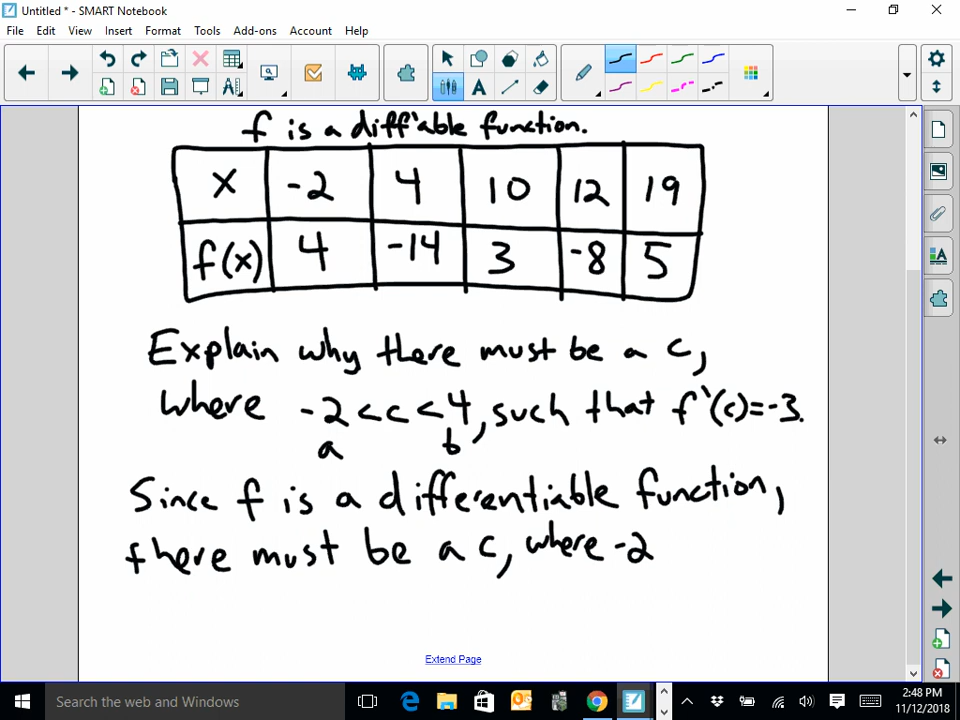 Untitled * - SMART Notebook
File Edit View Insert Format Tools Add-ons Account Help
f is a diff'able function.
x -2 4 10 12 19
f(x) 4 -14 3 -8 5
Explain why there must be a c,
where -2 < c < 4, such that f'(c)=-3.
a b
Since f is a differentiable function,
there must be a c, where -2
Extend Page
Search the web and Windows
2:48 PM
11/12/2018